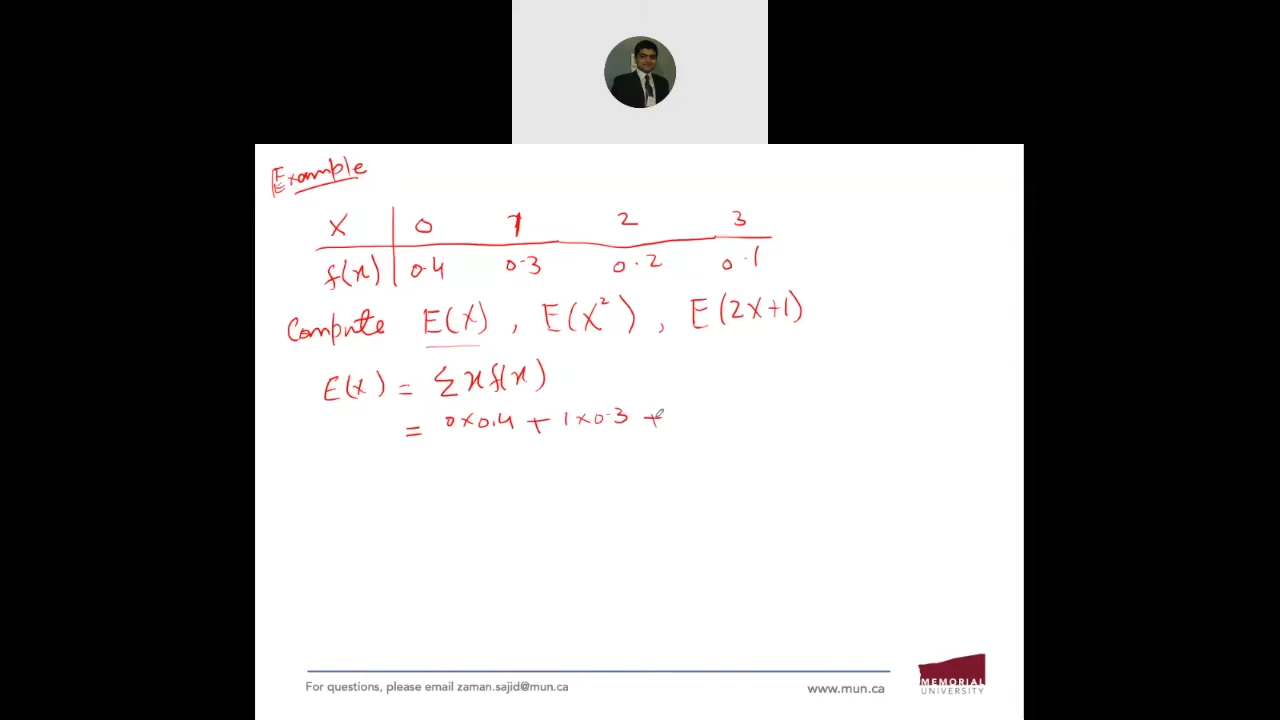 Example
X 0 1 2 3
f(x) 0.4 0.3 0.2 0.1
Compute E(X), E(X²), E(2X+1)
E(X) = Σxf(x)
= 0×0.4 + 1×0.3 +
For questions, please email zaman.sajid@mun.ca
www.mun.ca
MEMORIAL
UNIVERSITY